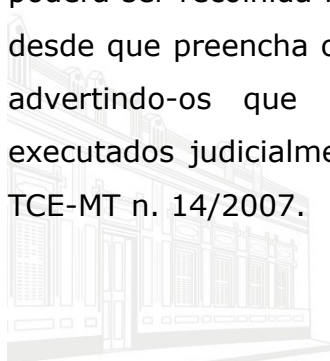 poderá ser recolhida
desde que preencha
advertindo-os que
executados judicialme
TCE-MT n. 14/2007.